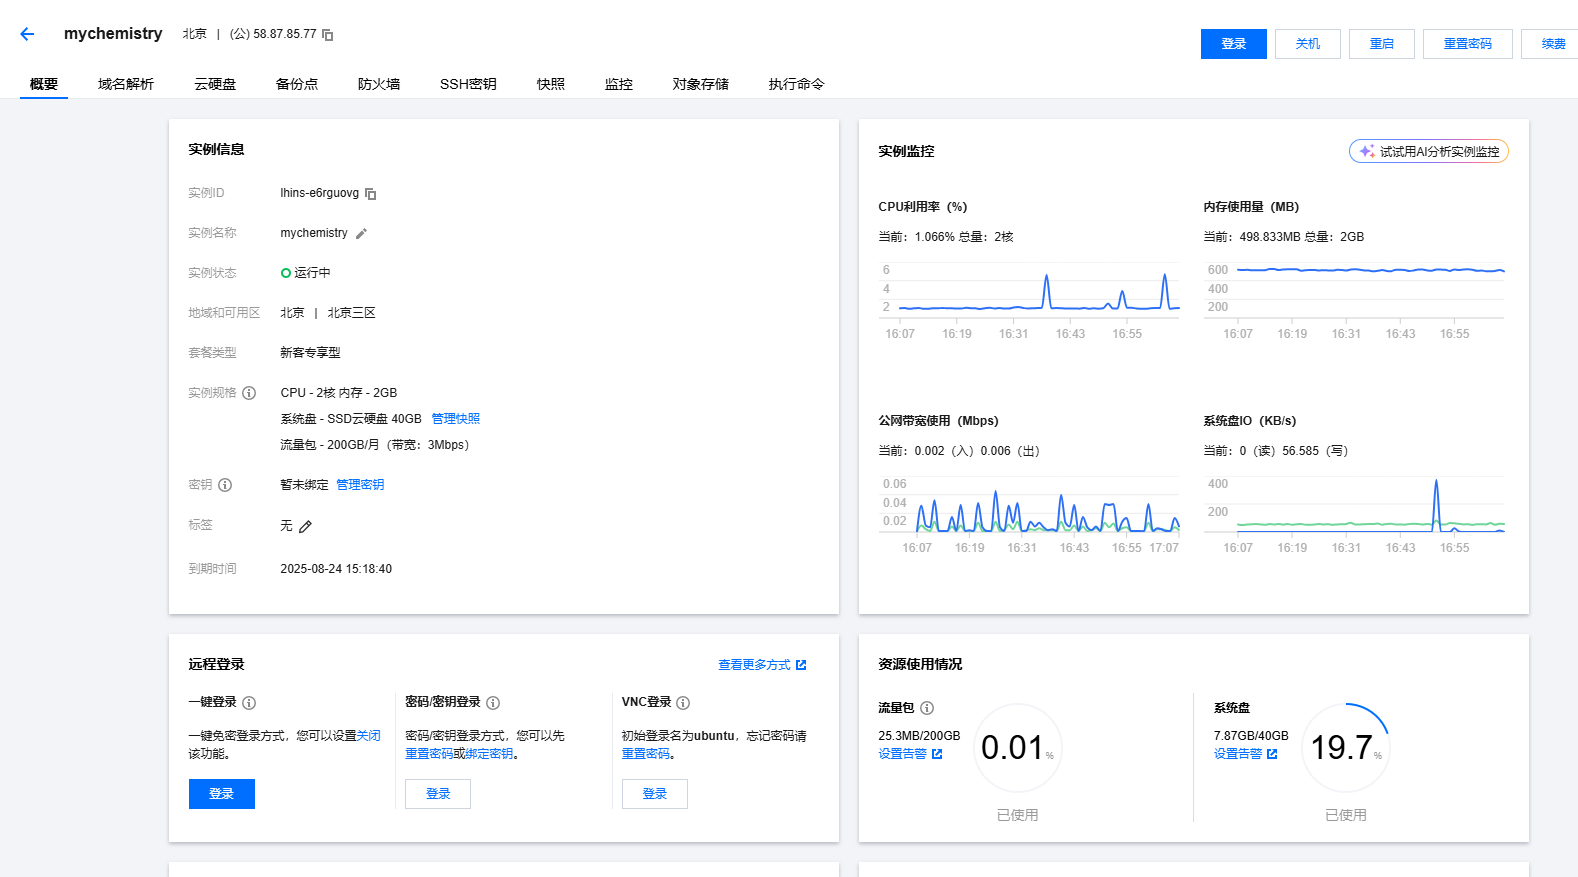 mychemistry 北京 | (公) 58.87.85.77
登录 关机 重启 重置密码 续费
概要 域名解析 云硬盘 备份点 防火墙 SSH密钥 快照 监控 对象存储 执行命令
实例信息
实例ID lhins-e6rguovg
实例名称 mychemistry
实例状态 运行中
地域和可用区 北京 | 北京三区
套餐类型 新客专享型
实例规格 CPU - 2核 内存 - 2GB
系统盘 - SSD云硬盘 40GB 管理快照
流量包 - 200GB/月（带宽：3Mbps）
密钥 暂未绑定 管理密钥
标签 无
到期时间 2025-08-24 15:18:40
实例监控
试试用AI分析实例监控
CPU利用率（%）
当前：1.066% 总量：2核
6
4
2
16:07 16:19 16:31 16:43 16:55
内存使用量（MB）
当前：498.833MB 总量：2GB
600
400
200
16:07 16:19 16:31 16:43 16:55
公网带宽使用（Mbps）
当前：0.002（入）0.006（出）
0.06
0.04
0.02
16:07 16:19 16:31 16:43 16:55 17:07
系统盘IO（KB/s）
当前：0（读）56.585（写）
400
200
16:07 16:19 16:31 16:43 16:55
远程登录
查看更多方式
一键登录
一键免密登录方式，您可以设置关闭
该功能。
登录
密码/密钥登录
密码/密钥登录方式，您可以先
重置密码或绑定密钥。
登录
VNC登录
初始登录名为ubuntu，忘记密码请
重置密码。
登录
资源使用情况
流量包
25.3MB/200GB
设置告警
0.01%
已使用
系统盘
7.87GB/40GB
设置告警
19.7%
已使用